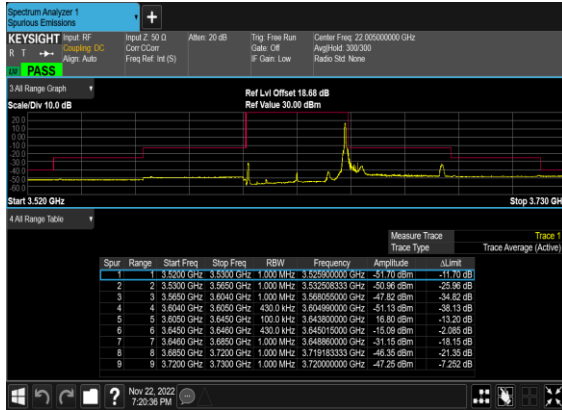 Spectrum Analyzer 1
Spurious Emissions
+
KEYSIGHT Input: RF Input Z: 50 Ω Atten: 20 dB Trig: Free Run Center Freq: 22.005000000 GHz
R T Coupling: DC Corr CCorr Gate: Off Avg|Hold: 300/300
Align: Auto Freq Ref: Int (S) IF Gain: Low Radio Std: None
PASS
3 All Range Graph Ref Lvl Offset 18.68 dB
Scale/Div 10.0 dB Ref Value 30.00 dBm
20.0
10.0
0.00
-10.0
-20.0
-30.0
-40.0
-50.0
-60.0
Start 3.520 GHz Stop 3.730 GH
4 All Range Table
Measure Trace Trace 1
Trace Type Trace Average (Active)
Spur Range Start Freq Stop Freq RBW Frequency Amplitude ΔLimit
1 1 3.5200 GHz 3.5300 GHz 1.000 MHz 3.525900000 GHz -51.70 dBm -11.70 dB
2 2 3.5300 GHz 3.5650 GHz 1.000 MHz 3.532508333 GHz -50.96 dBm -25.96 dB
3 3 3.5650 GHz 3.6040 GHz 1.000 MHz 3.568055000 GHz -47.82 dBm -34.82 dB
4 4 3.6040 GHz 3.6050 GHz 430.0 kHz 3.604990000 GHz -51.13 dBm -38.13 dB
5 5 3.6050 GHz 3.6450 GHz 100.0 kHz 3.643800000 GHz 16.80 dBm -13.20 dB
6 6 3.6450 GHz 3.6460 GHz 430.0 kHz 3.645015000 GHz -15.09 dBm -2.085 dB
7 7 3.6460 GHz 3.6850 GHz 1.000 MHz 3.648860000 GHz -31.15 dBm -18.15 dB
8 8 3.6850 GHz 3.7200 GHz 1.000 MHz 3.719183333 GHz -46.35 dBm -21.35 dB
9 9 3.7200 GHz 3.7300 GHz 1.000 MHz 3.720000000 GHz -47.25 dBm -7.252 dB
? Nov 22, 2022
7:20:36 PM